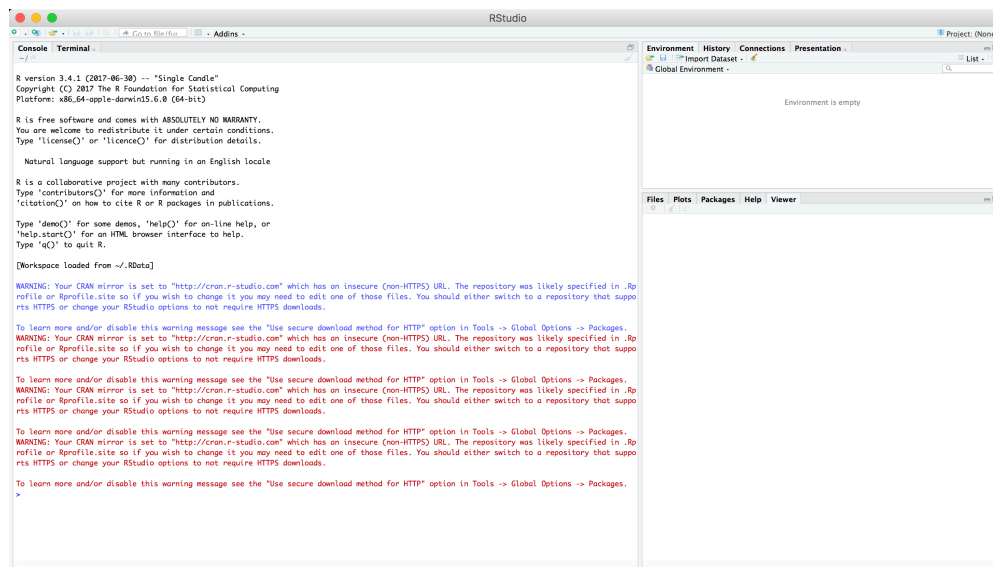 RStudio
Go to file/fur
Addins
Project: (None
Console Terminal
~/
R version 3.4.1 (2017-06-30) -- "Single Candle"
Copyright (C) 2017 The R Foundation for Statistical Computing
Platform: x86_64-apple-darwin15.6.0 (64-bit)
R is free software and comes with ABSOLUTELY NO WARRANTY.
You are welcome to redistribute it under certain conditions.
Type 'license()' or 'licence()' for distribution details.
Natural language support but running in an English locale
R is a collaborative project with many contributors.
Type 'contributors()' for more information and
'citation()' on how to cite R or R packages in publications.
Type 'demo()' for some demos, 'help()' for on-line help, or
'help.start()' for an HTML browser interface to help.
Type 'q()' to quit R.
[Workspace loaded from ~/.RData]
WARNING: Your CRAN mirror is set to "http://cran.r-studio.com" which has an insecure (non-HTTPS) URL. The repository was likely specified in .Rp
rofile or Rprofile.site so if you wish to change it you may need to edit one of those files. You should either switch to a repository that suppo
rts HTTPS or change your RStudio options to not require HTTPS downloads.
To learn more and/or disable this warning message see the "Use secure download method for HTTP" option in Tools -> Global Options -> Packages.
WARNING: Your CRAN mirror is set to "http://cran.r-studio.com" which has an insecure (non-HTTPS) URL. The repository was likely specified in .Rp
rofile or Rprofile.site so if you wish to change it you may need to edit one of those files. You should either switch to a repository that suppo
rts HTTPS or change your RStudio options to not require HTTPS downloads.
To learn more and/or disable this warning message see the "Use secure download method for HTTP" option in Tools -> Global Options -> Packages.
WARNING: Your CRAN mirror is set to "http://cran.r-studio.com" which has an insecure (non-HTTPS) URL. The repository was likely specified in .Rp
rofile or Rprofile.site so if you wish to change it you may need to edit one of those files. You should either switch to a repository that suppo
rts HTTPS or change your RStudio options to not require HTTPS downloads.
To learn more and/or disable this warning message see the "Use secure download method for HTTP" option in Tools -> Global Options -> Packages.
WARNING: Your CRAN mirror is set to "http://cran.r-studio.com" which has an insecure (non-HTTPS) URL. The repository was likely specified in .Rp
rofile or Rprofile.site so if you wish to change it you may need to edit one of those files. You should either switch to a repository that suppo
rts HTTPS or change your RStudio options to not require HTTPS downloads.
To learn more and/or disable this warning message see the "Use secure download method for HTTP" option in Tools -> Global Options -> Packages.
>
Environment History Connections Presentation
Import Dataset
List
Global Environment
Environment is empty
Files Plots Packages Help Viewer